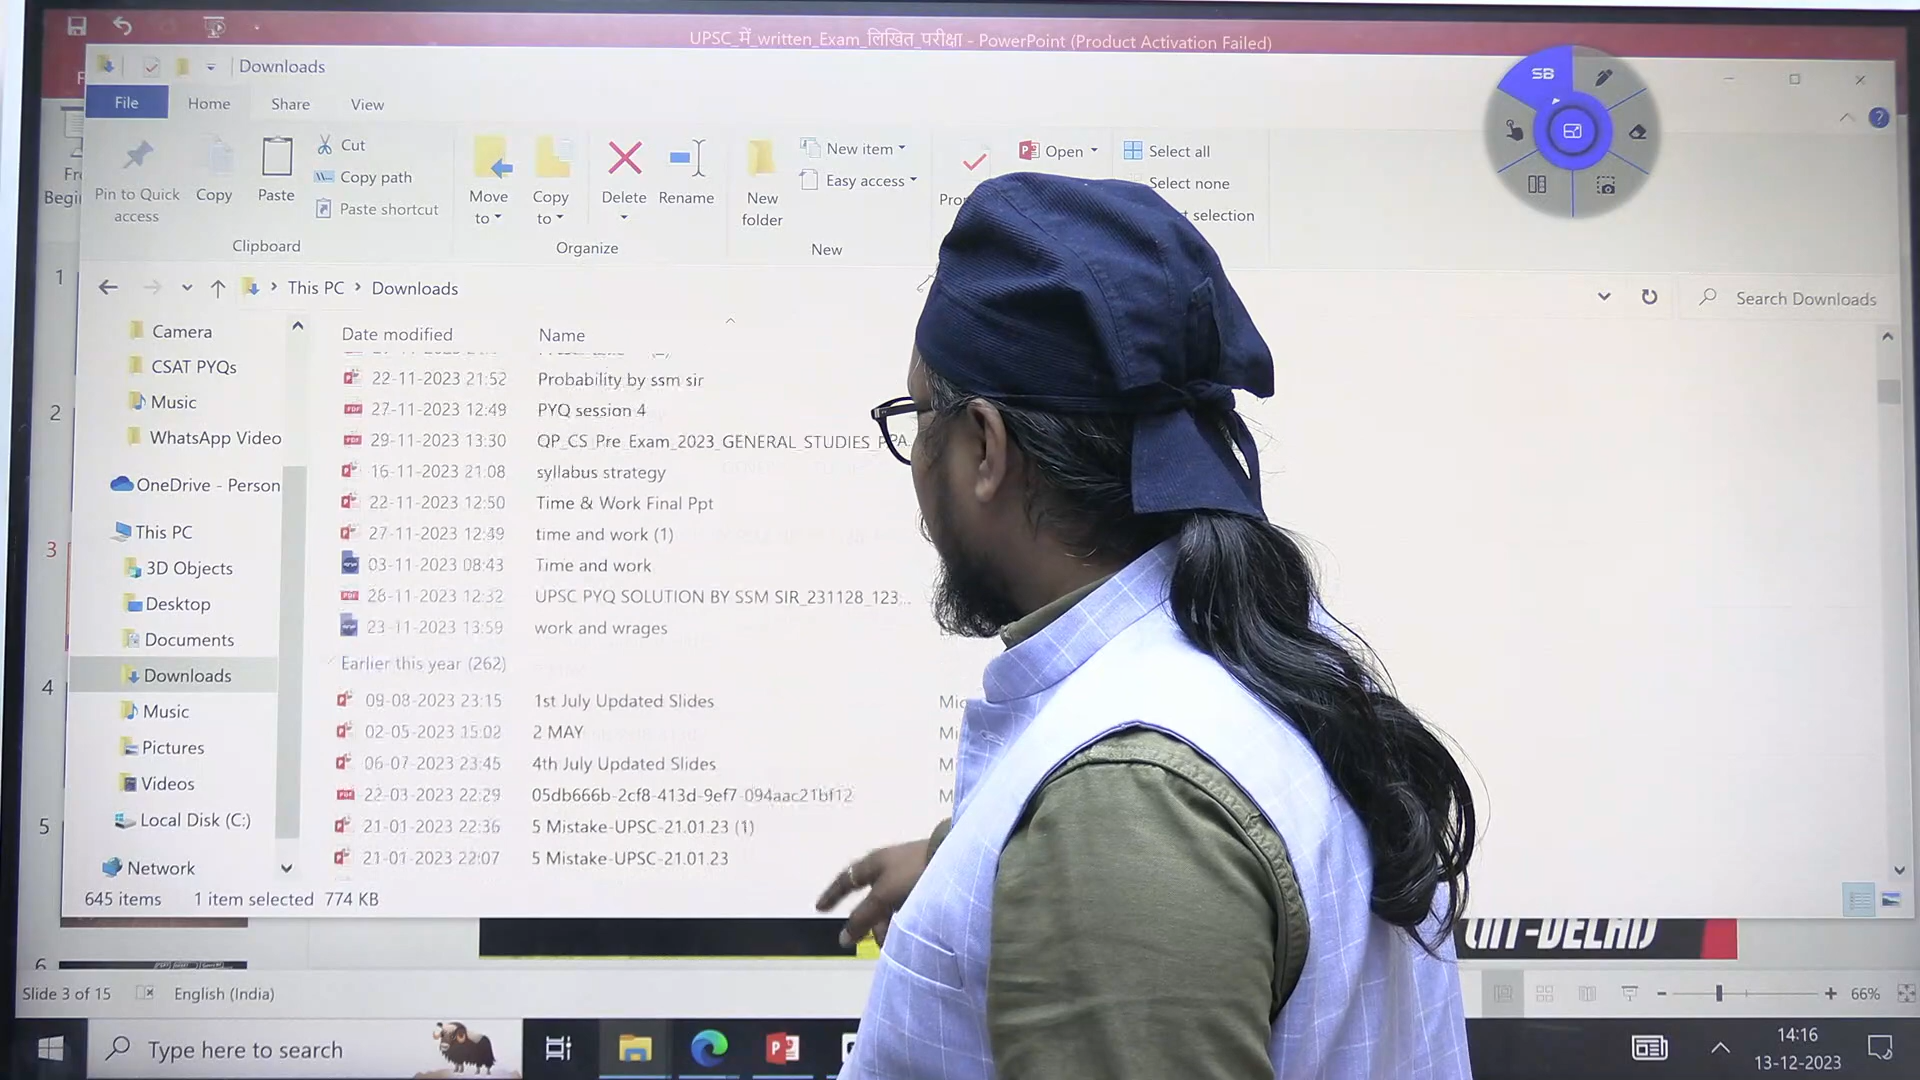 UPSC_में_written_Exam_लिखित_परीक्षा - PowerPoint (Product Activation Failed)
Downloads
SB
File
Home
Share
View
Pin to Quick access
Copy
Paste
Cut
Copy path
Paste shortcut
Clipboard
Move to
Copy to
Delete
Rename
Organize
New folder
New item
Easy access
New
Open
Select all
Select none
selection
This PC
Downloads
Search Downloads
Camera
CSAT PYQs
Music
WhatsApp Video
OneDrive - Person
This PC
3D Objects
Desktop
Documents
Downloads
Music
Pictures
Videos
Local Disk (C:)
Network
Date modified Name
22-11-2023 21:52 Probability by ssm sir
27-11-2023 12:49 PYQ session 4
29-11-2023 13:30 QP_CS_Pre_Exam_2023_GENERAL STUDIES_PPA
16-11-2023 21:08 syllabus strategy
22-11-2023 12:50 Time & Work Final Ppt
27-11-2023 12:49 time and work (1)
03-11-2023 08:43 Time and work
28-11-2023 12:32 UPSC PYQ SOLUTION BY SSM SIR_231128_123...
23-11-2023 13:59 work and wrages
Earlier this year (262)
09-08-2023 23:15 1st July Updated Slides
02-05-2023 15:02 2 MAY
06-07-2023 23:45 4th July Updated Slides
22-03-2023 22:29 05db666b-2cf8-413d-9ef7-094aac21bf12
21-01-2023 22:36 5 Mistake-UPSC-21.01.23 (1)
21-01-2023 22:07 5 Mistake-UPSC-21.01.23
1
2
3
4
5
6
645 items 1 item selected 774 KB
Slide 3 of 15 English (India)
66%
Type here to search
14:16
13-12-2023